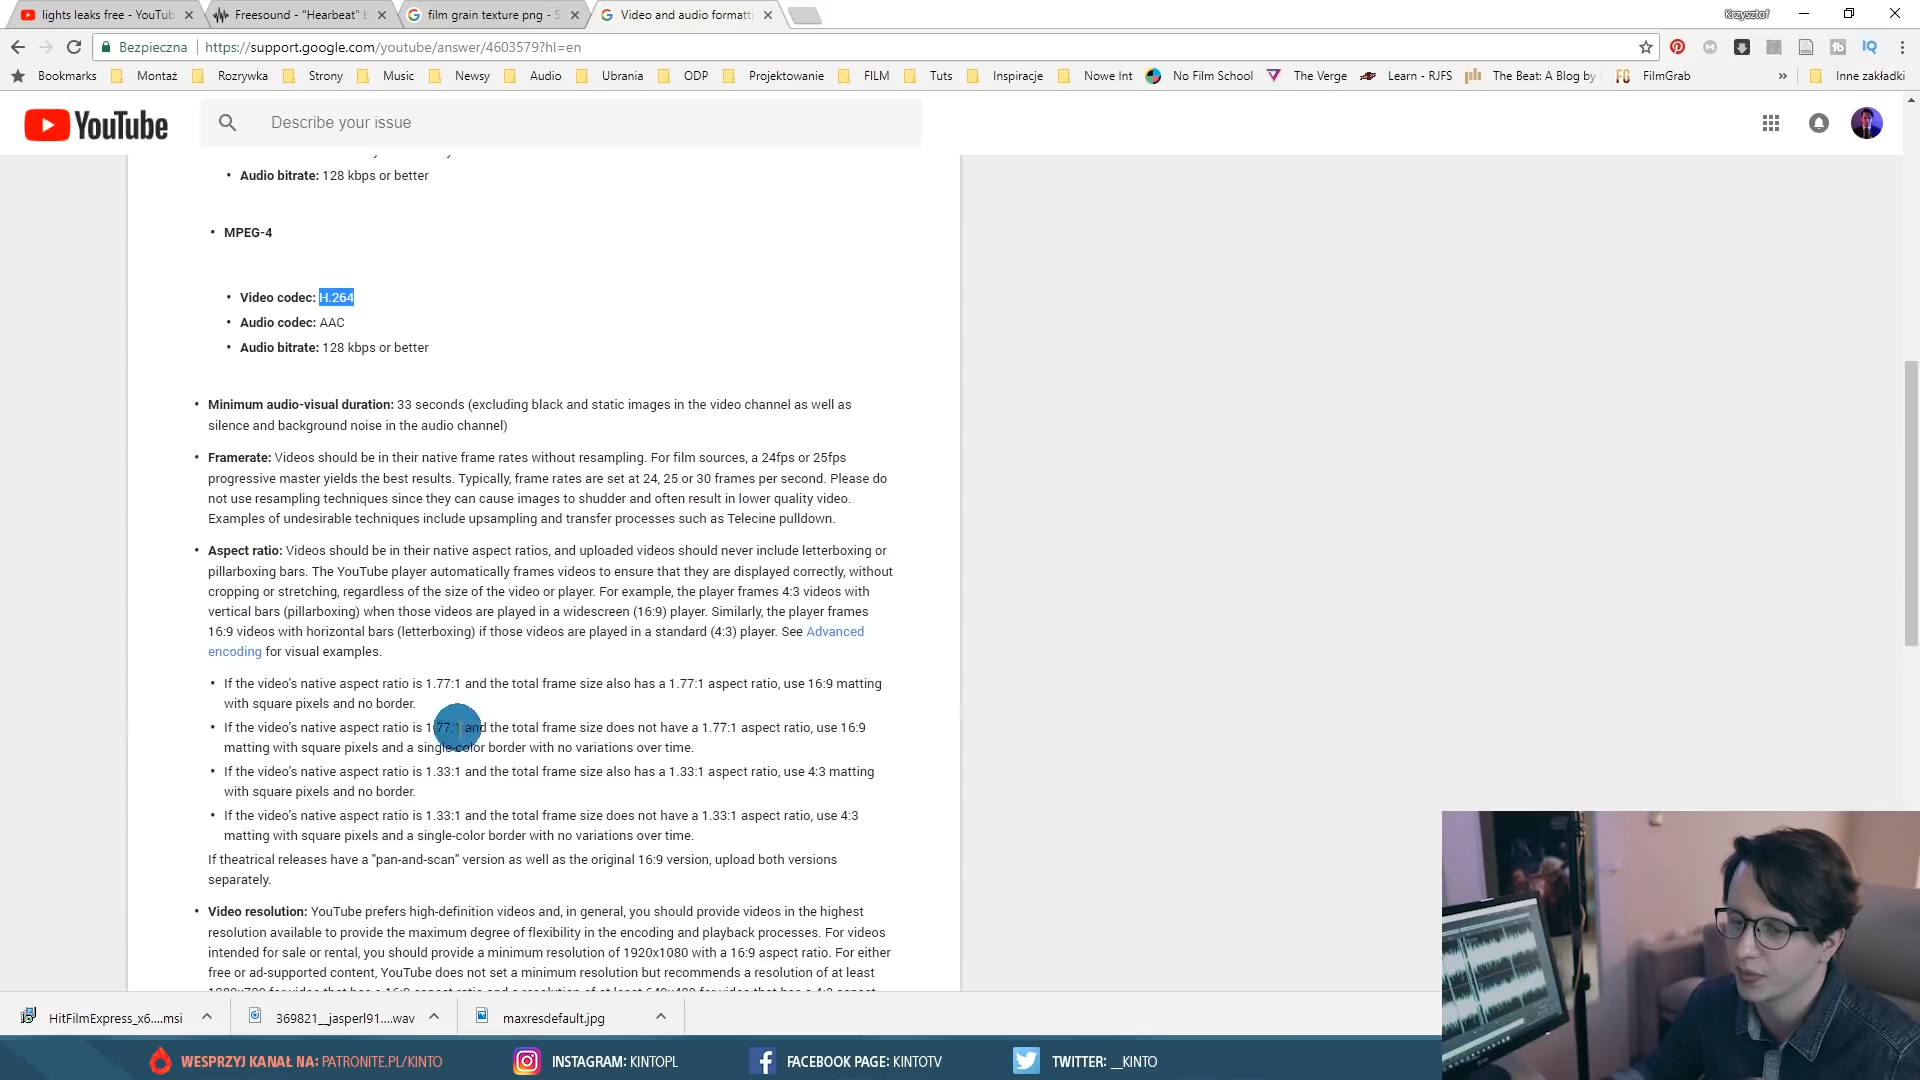 lights leaks free - YouTub
Freesound - "Hearbeat" b
film grain texture png - S
Video and audio formatti
Krzysztof
Bezpieczna
https://support.google.com/youtube/answer/4603579?hl=en
Bookmarks
Montaż
Rozrywka
Strony
Music
Newsy
Audio
Ubrania
ODP
Projektowanie
FILM
Tuts
Inspiracje
Nowe Int
No Film School
The Verge
Learn - RJFS
The Beat: A Blog by
FilmGrab
Inne zakładki
YouTube
Describe your issue
• Audio bitrate: 128 kbps or better
• MPEG-4
• Video codec: H.264
• Audio codec: AAC
• Audio bitrate: 128 kbps or better
• Minimum audio-visual duration: 33 seconds (excluding black and static images in the video channel as well as
silence and background noise in the audio channel)
• Framerate: Videos should be in their native frame rates without resampling. For film sources, a 24fps or 25fps
progressive master yields the best results. Typically, frame rates are set at 24, 25 or 30 frames per second. Please do
not use resampling techniques since they can cause images to shudder and often result in lower quality video.
Examples of undesirable techniques include upsampling and transfer processes such as Telecine pulldown.
• Aspect ratio: Videos should be in their native aspect ratios, and uploaded videos should never include letterboxing or
pillarboxing bars. The YouTube player automatically frames videos to ensure that they are displayed correctly, without
cropping or stretching, regardless of the size of the video or player. For example, the player frames 4:3 videos with
vertical bars (pillarboxing) when those videos are played in a widescreen (16:9) player. Similarly, the player frames
16:9 videos with horizontal bars (letterboxing) if those videos are played in a standard (4:3) player. See Advanced
encoding for visual examples.
• If the video's native aspect ratio is 1.77:1 and the total frame size also has a 1.77:1 aspect ratio, use 16:9 matting
with square pixels and no border.
• If the video's native aspect ratio is 1.77:1 and the total frame size does not have a 1.77:1 aspect ratio, use 16:9
matting with square pixels and a single-color border with no variations over time.
• If the video's native aspect ratio is 1.33:1 and the total frame size also has a 1.33:1 aspect ratio, use 4:3 matting
with square pixels and no border.
• If the video's native aspect ratio is 1.33:1 and the total frame size does not have a 1.33:1 aspect ratio, use 4:3
matting with square pixels and a single-color border with no variations over time.
If theatrical releases have a "pan-and-scan" version as well as the original 16:9 version, upload both versions
separately.
• Video resolution: YouTube prefers high-definition videos and, in general, you should provide videos in the highest
resolution available to provide the maximum degree of flexibility in the encoding and playback processes. For videos
intended for sale or rental, you should provide a minimum resolution of 1920x1080 with a 16:9 aspect ratio. For either
free or ad-supported content, YouTube does not set a minimum resolution but recommends a resolution of at least
HitFilmExpress_x6....msi
369821__jasperl91....wav
maxresdefault.jpg
WESPRZYJ KANAŁ NA: PATRONITE.PL/KINTO
INSTAGRAM: KINTOPL
FACEBOOK PAGE: KINTOTV
TWITTER: __KINTO